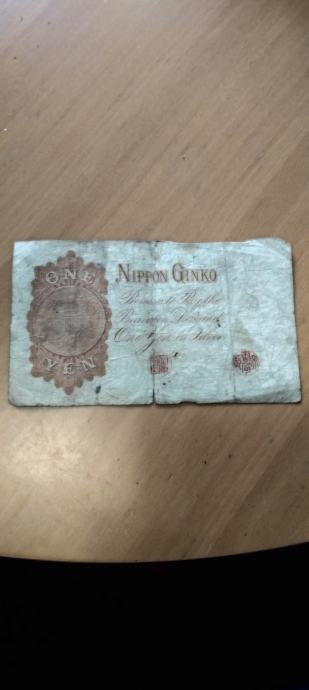 ONE
YEN
NIPPON GINKO
Promises to Pay the
Bearer on Demand
One Yen in Silver